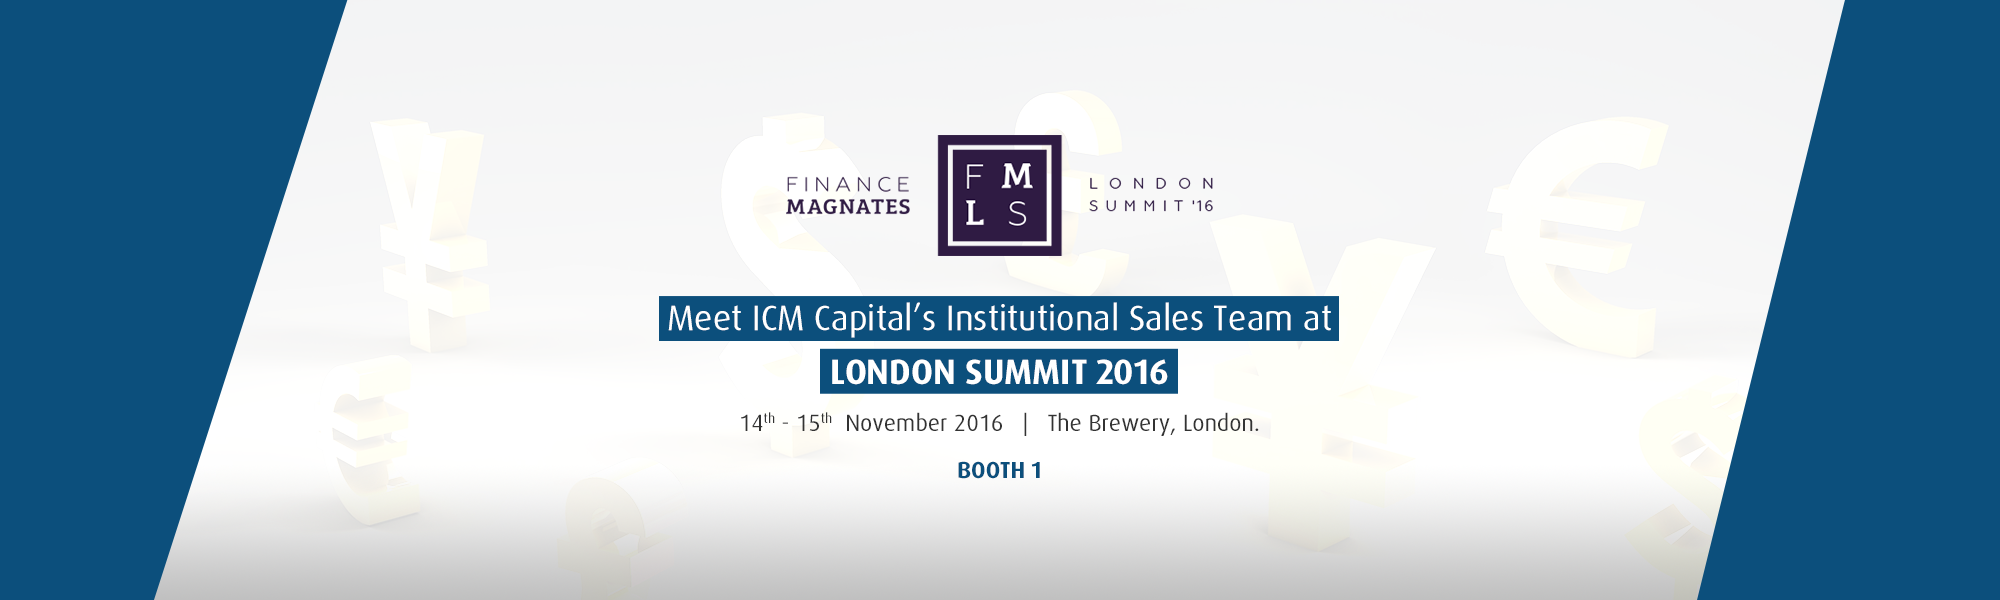 FINANCE
MAGNATES
F M
L S
LONDON
SUMMIT '16
Meet ICM Capital’s Institutional Sales Team at
LONDON SUMMIT 2016
14th - 15th November 2016 | The Brewery, London.
BOOTH 1